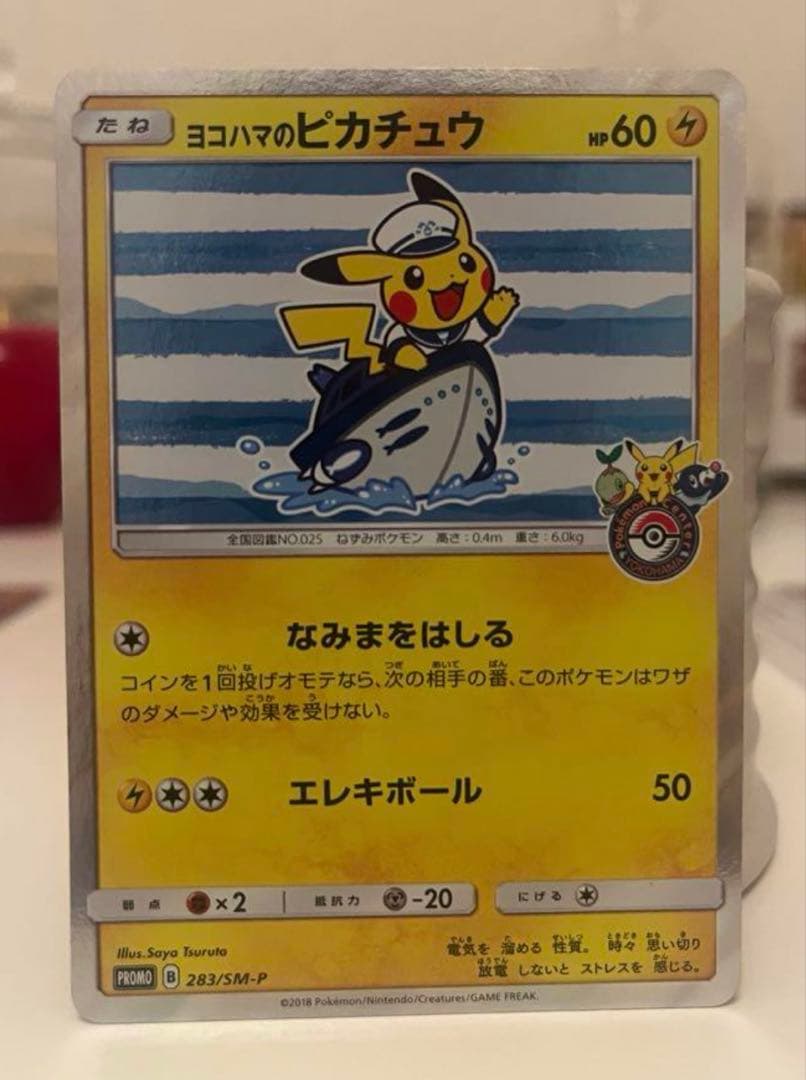 たね ヨコハマのピカチュウ HP60
全国図鑑NO.025 ねずみポケモン 高さ：0.4m 重さ：6.0kg
Pokémon Center
YOKOHAMA
なみまをはしる
コインを1回投げオモテなら、次の相手の番、このポケモンはワザ
のダメージや効果を受けない。
エレキボール 50
弱点 ×2 抵抗力 -20 にげる
Illus.Saya Tsuruta
電気を 溜める 性質。 時々 思い切り
放電 しないと ストレスを 感じる。
PROMO B 283/SM-P
©2018 Pokémon/Nintendo/Creatures/GAME FREAK.